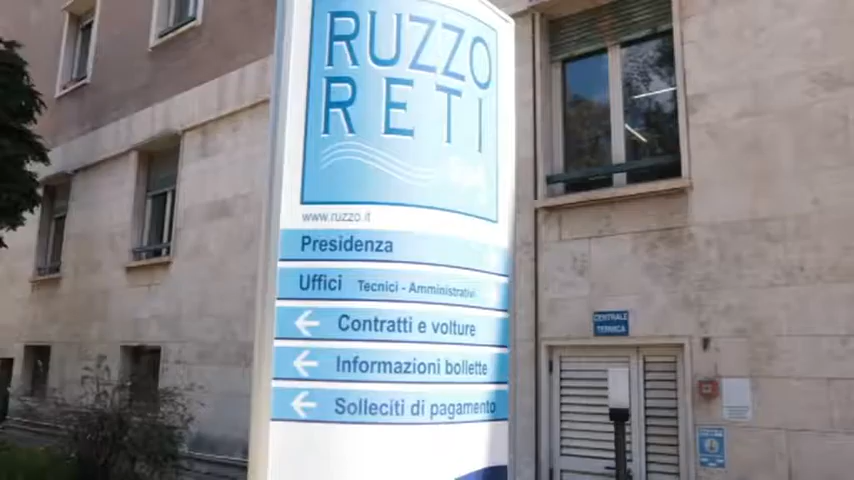 RUZZO
RETI
www.ruzzo.it
Presidenza
Uffici Tecnici - Amministrativi
Contratti e volture
Informazioni bollette
Solleciti di pagamento
CENTRALE
TERMICA